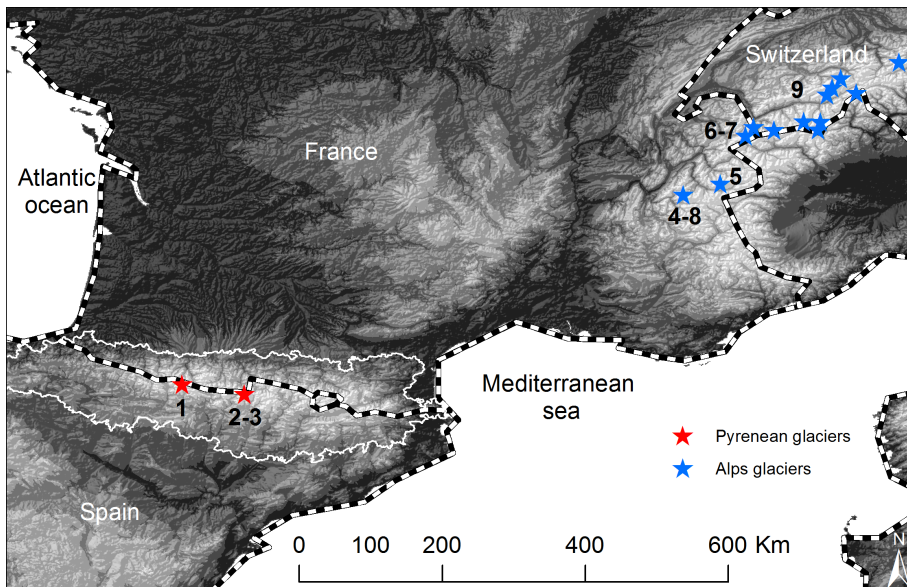 Switzerland
9
6-7
France
5
Atlantic
ocean
4-8
Mediterranean
sea
1
2-3
Pyrenean glaciers
Alps glaciers
Spain
0 100 200 400 600 Km
N